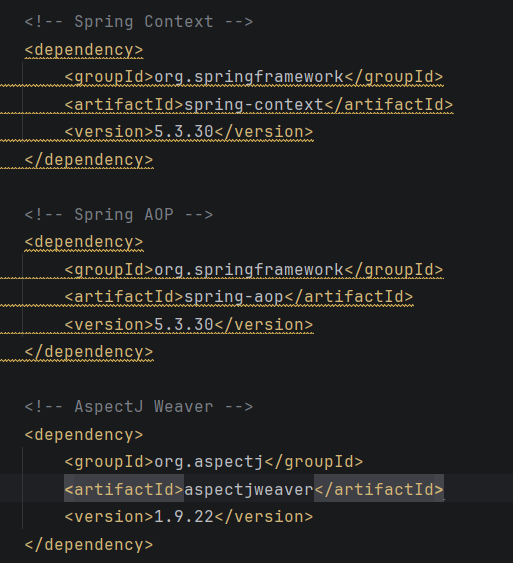 <!-- Spring Context -->
<dependency>
    <groupId>org.springframework</groupId>
    <artifactId>spring-context</artifactId>
    <version>5.3.30</version>
</dependency>

<!-- Spring AOP -->
<dependency>
    <groupId>org.springframework</groupId>
    <artifactId>spring-aop</artifactId>
    <version>5.3.30</version>
</dependency>

<!-- AspectJ Weaver -->
<dependency>
    <groupId>org.aspectj</groupId>
    <artifactId>aspectjweaver</artifactId>
    <version>1.9.22</version>
</dependency>